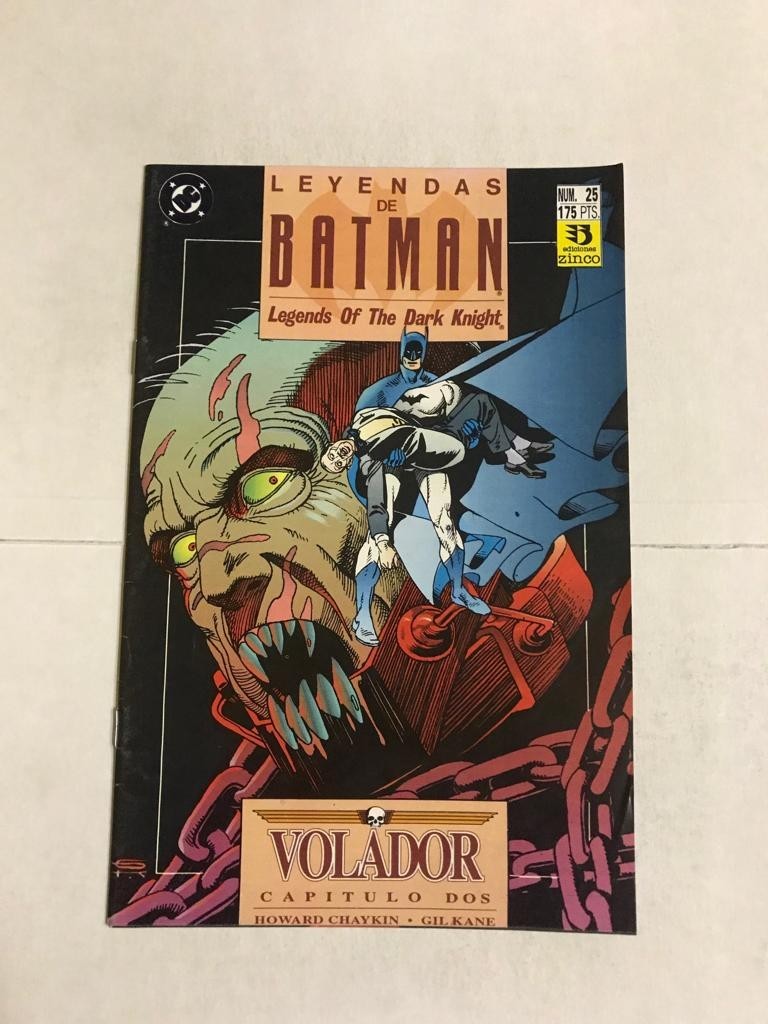 LEYENDAS
DE
BATMAN
Legends Of The Dark Knight
NUM. 25
175 PTS.
ediciones
zinco
VOLADOR
CAPITULO DOS
HOWARD CHAYKIN • GIL KANE